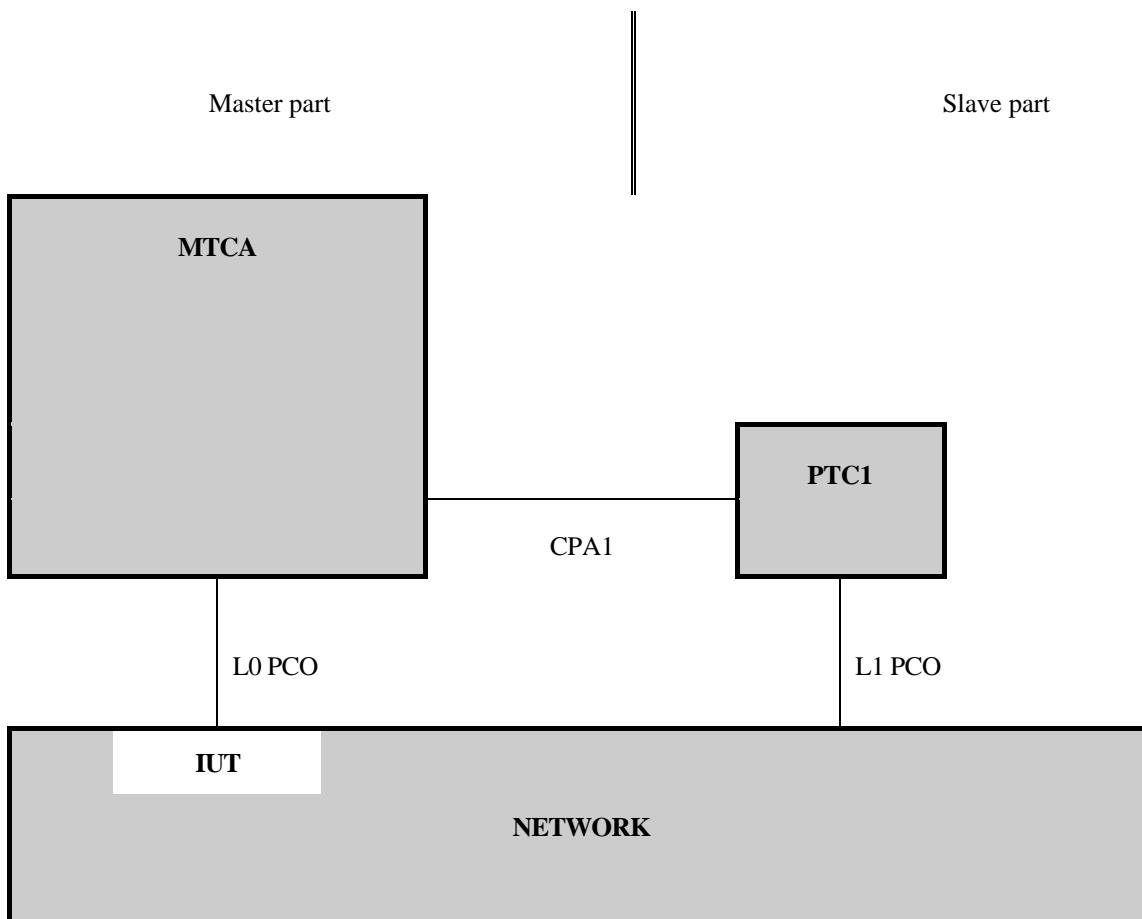 Master part
Slave part
MTCA
PTC1
CPA1
L0 PCO
L1 PCO
IUT
NETWORK